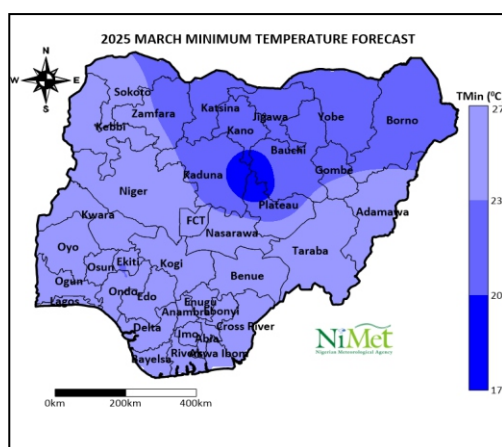 2025 MARCH MINIMUM TEMPERATURE FORECAST
N
W E
S
TMin (⁰C)
27
23
20
17
Sokoto
Katsina
Zamfara
Jigawa
Yobe
Borno
Kebbi
Kano
Bauchi
Kaduna
Gombe
Niger
Plateau
Adamawa
FCT
Kwara
Nasarawa
Taraba
Oyo
Ekiti
Kogi
Osun
Benue
Ogun
Ondo
Edo
Enugu
Lagos
Anambra
Ebonyi
Delta
Cross River
Imo
Abia
Bayelsa
Rivers
Akwa Ibom
NiMet
Nigerian Meteorological Agency
0km 200km 400km